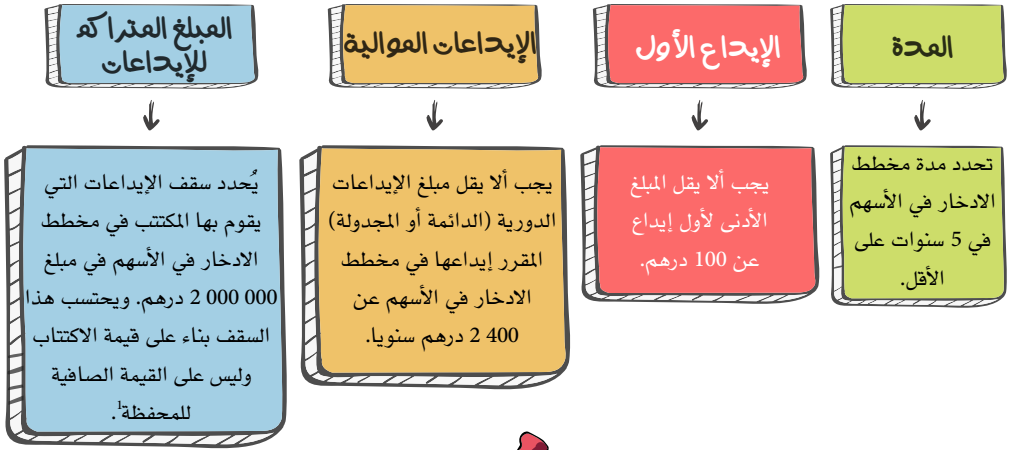 المدة
تحدد مدة مخطط
الادخار في الأسهم
في 5 سنوات على
الأقل.
الإيداع الأول
يجب ألا يقل المبلغ
الأدنى لأول إيداع
عن 100 درهم.
الإيداعات الموالية
يجب ألا يقل مبلغ الإيداعات
الدورية (الدائمة أو المجدولة)
المقرر إيداعها في مخطط
الادخار في الأسهم عن
2 400 درهم سنويا.
المبلغ المتراكم
للإيداعات
يُحدد سقف الإيداعات التي
يقوم بها المكتتب في مخطط
الادخار في الأسهم في مبلغ
2 000 000 درهم. ويحتسب هذا
السقف بناء على قيمة الاكتتاب
وليس على القيمة الصافية
للمحفظة¹.